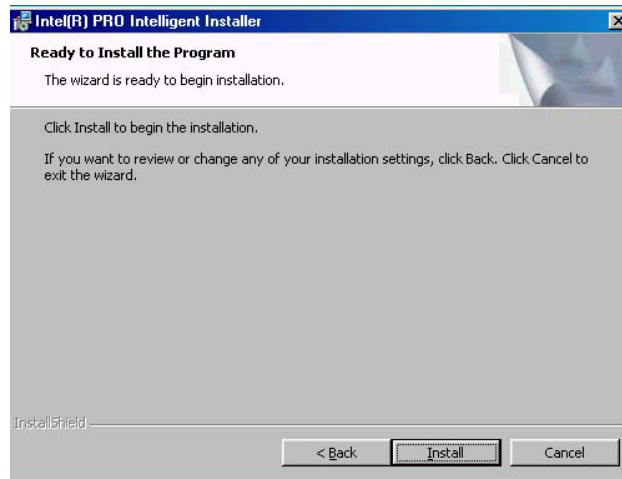 Intel(R) PRO Intelligent Installer
Ready to Install the Program
The wizard is ready to begin installation.
Click Install to begin the installation.
If you want to review or change any of your installation settings, click Back. Click Cancel to
exit the wizard.
InstallShield
< Back Install Cancel